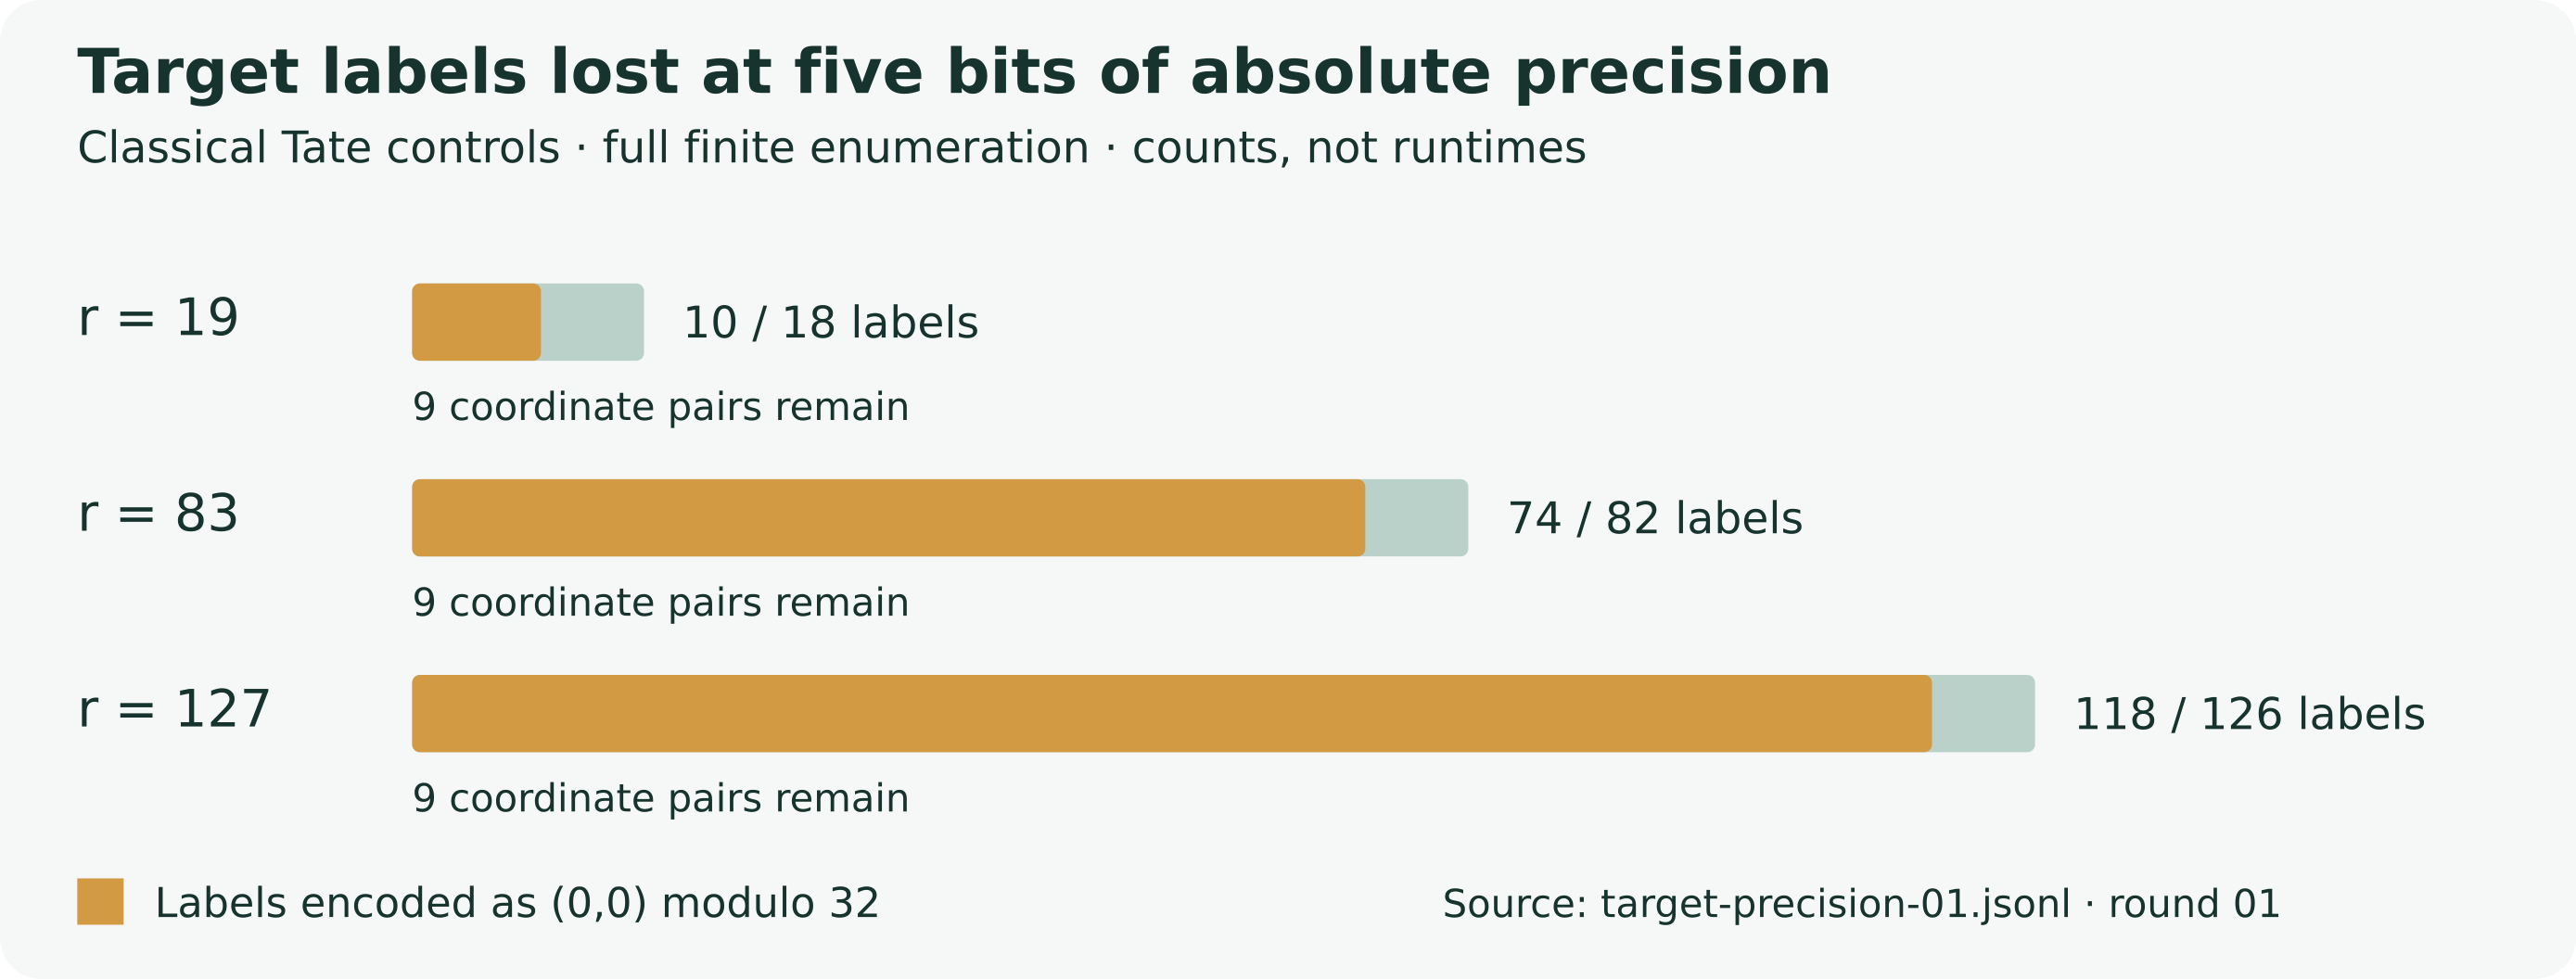 Target labels lost at five bits of absolute precision
Classical Tate controls · full finite enumeration · counts, not runtimes
r = 19
10 / 18 labels
9 coordinate pairs remain
r = 83
74 / 82 labels
9 coordinate pairs remain
r = 127
118 / 126 labels
9 coordinate pairs remain
Labels encoded as (0,0) modulo 32
Source: target-precision-01.jsonl · round 01